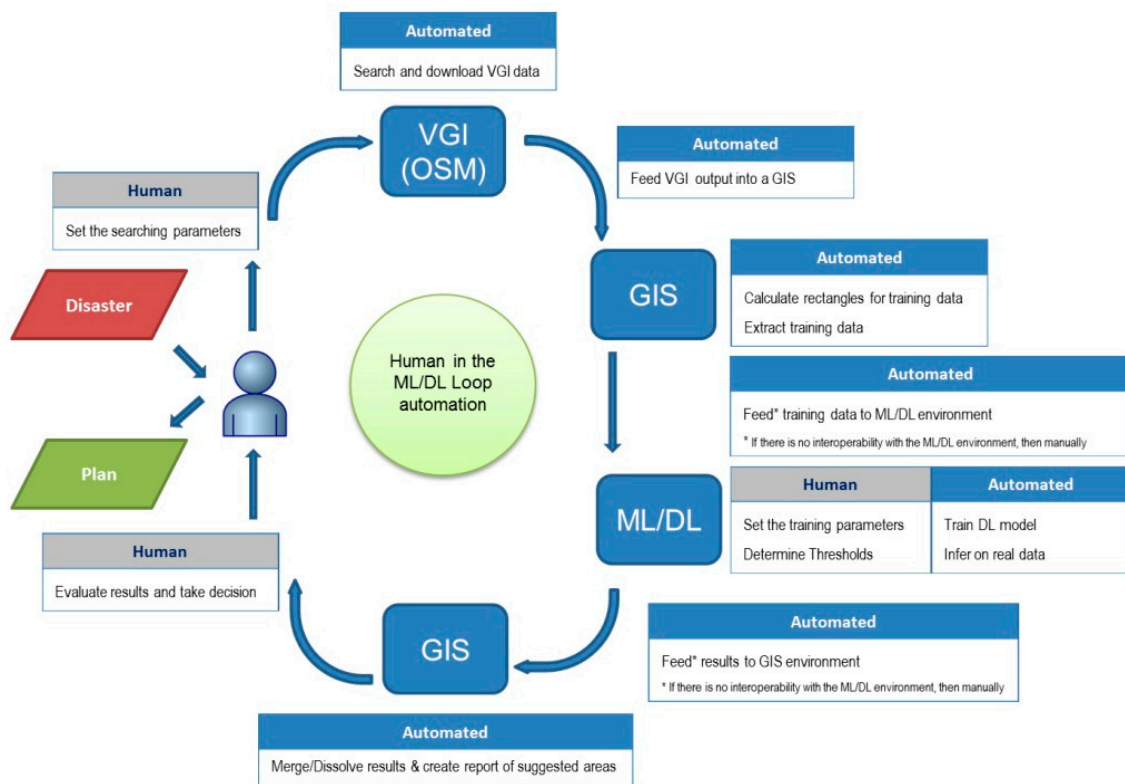 Automated
Search and download VGI data
VGI
(OSM)
Automated
Feed VGI output into a GIS
Human
Set the searching parameters
Disaster
GIS
Automated
Calculate rectangles for training data
Extract training data
Human in the
ML/DL Loop
automation
Automated
Feed* training data to ML/DL environment
* If there is no interoperability with the ML/DL environment, then manually
Plan
ML/DL
Human
Set the training parameters
Determine Thresholds
Automated
Train DL model
Infer on real data
Human
Evaluate results and take decision
GIS
Automated
Feed* results to GIS environment
* If there is no interoperability with the ML/DL environment, then manually
Automated
Merge/Dissolve results & create report of suggested areas